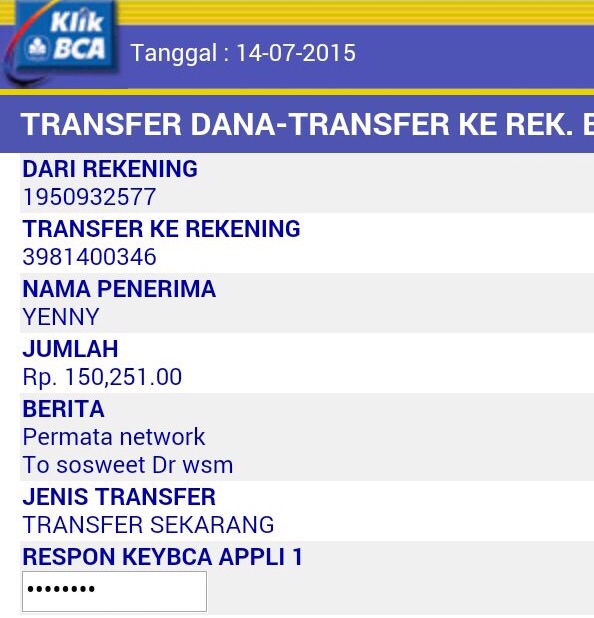 Klik
BCA
Tanggal : 14-07-2015
TRANSFER DANA-TRANSFER KE REK. B
DARI REKENING
1950932577
TRANSFER KE REKENING
3981400346
NAMA PENERIMA
YENNY
JUMLAH
Rp. 150,251.00
BERITA
Permata network
To sosweet Dr wsm
JENIS TRANSFER
TRANSFER SEKARANG
RESPON KEYBCA APPLI 1
••••••••